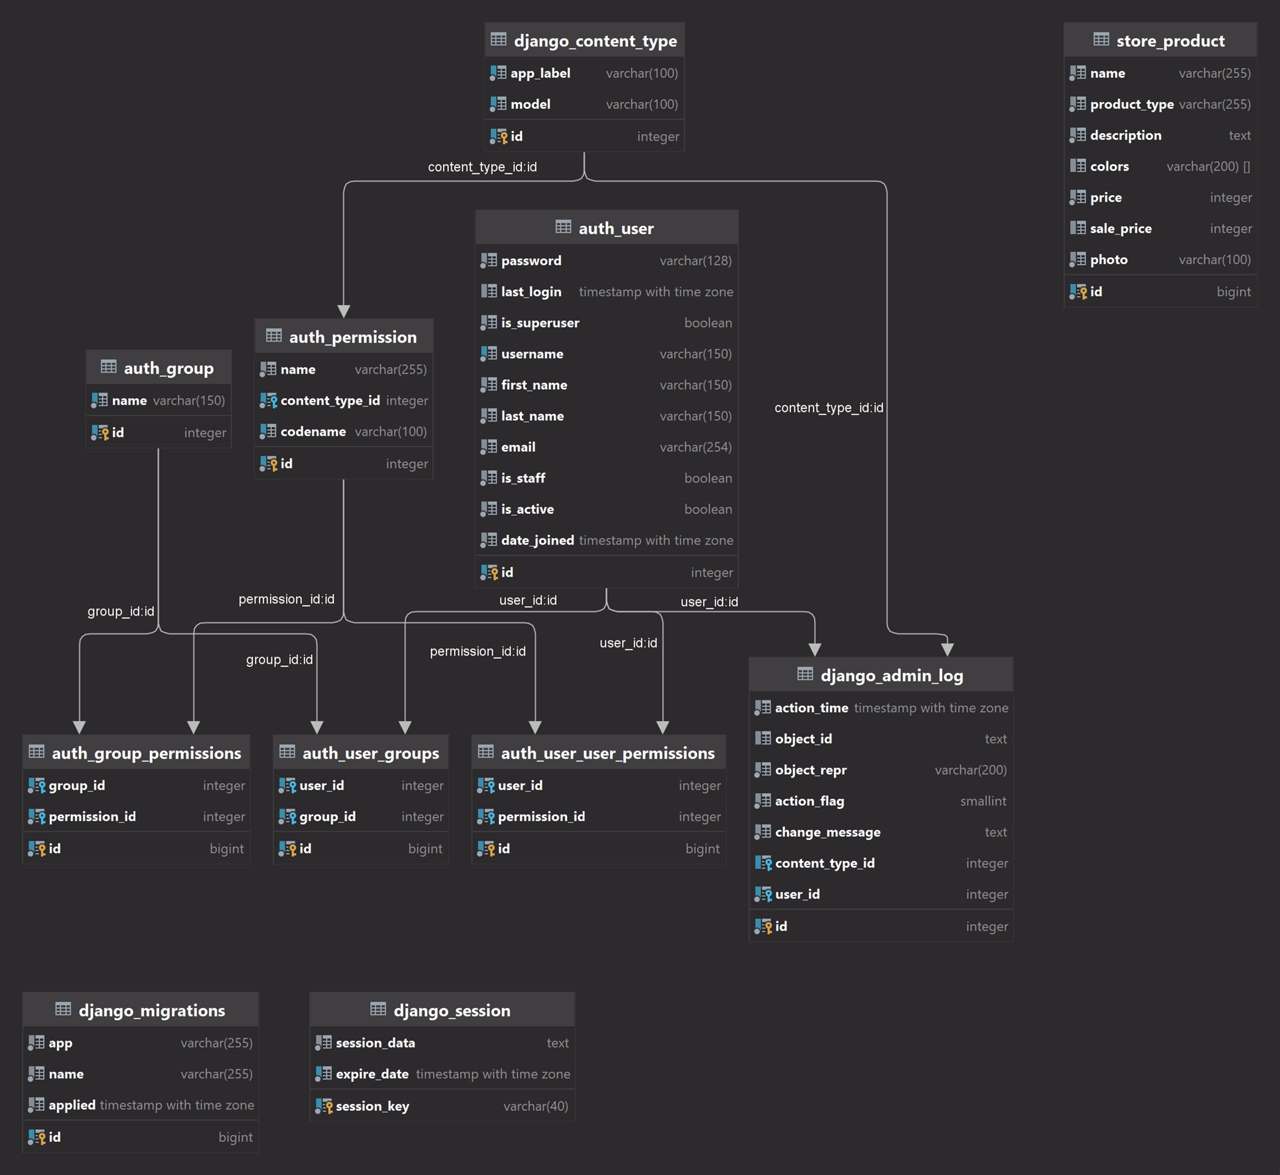 django_content_type
app_label varchar(100)
model varchar(100)
id integer
store_product
name varchar(255)
product_type varchar(255)
description text
colors varchar(200) []
price integer
sale_price integer
photo varchar(100)
id bigint
content_type_id:id
content_type_id:id
auth_user
password varchar(128)
last_login timestamp with time zone
is_superuser boolean
username varchar(150)
first_name varchar(150)
last_name varchar(150)
email varchar(254)
is_staff boolean
is_active boolean
date_joined timestamp with time zone
id integer
auth_permission
name varchar(255)
content_type_id integer
codename varchar(100)
id integer
auth_group
name varchar(150)
id integer
group_id:id
permission_id:id
user_id:id
user_id:id
group_id:id
permission_id:id
user_id:id
auth_group_permissions
group_id integer
permission_id integer
id bigint
auth_user_groups
user_id integer
group_id integer
id bigint
auth_user_user_permissions
user_id integer
permission_id integer
id bigint
django_admin_log
action_time timestamp with time zone
object_id text
object_repr varchar(200)
action_flag smallint
change_message text
content_type_id integer
user_id integer
id integer
django_migrations
app varchar(255)
name varchar(255)
applied timestamp with time zone
id bigint
django_session
session_data text
expire_date timestamp with time zone
session_key varchar(40)